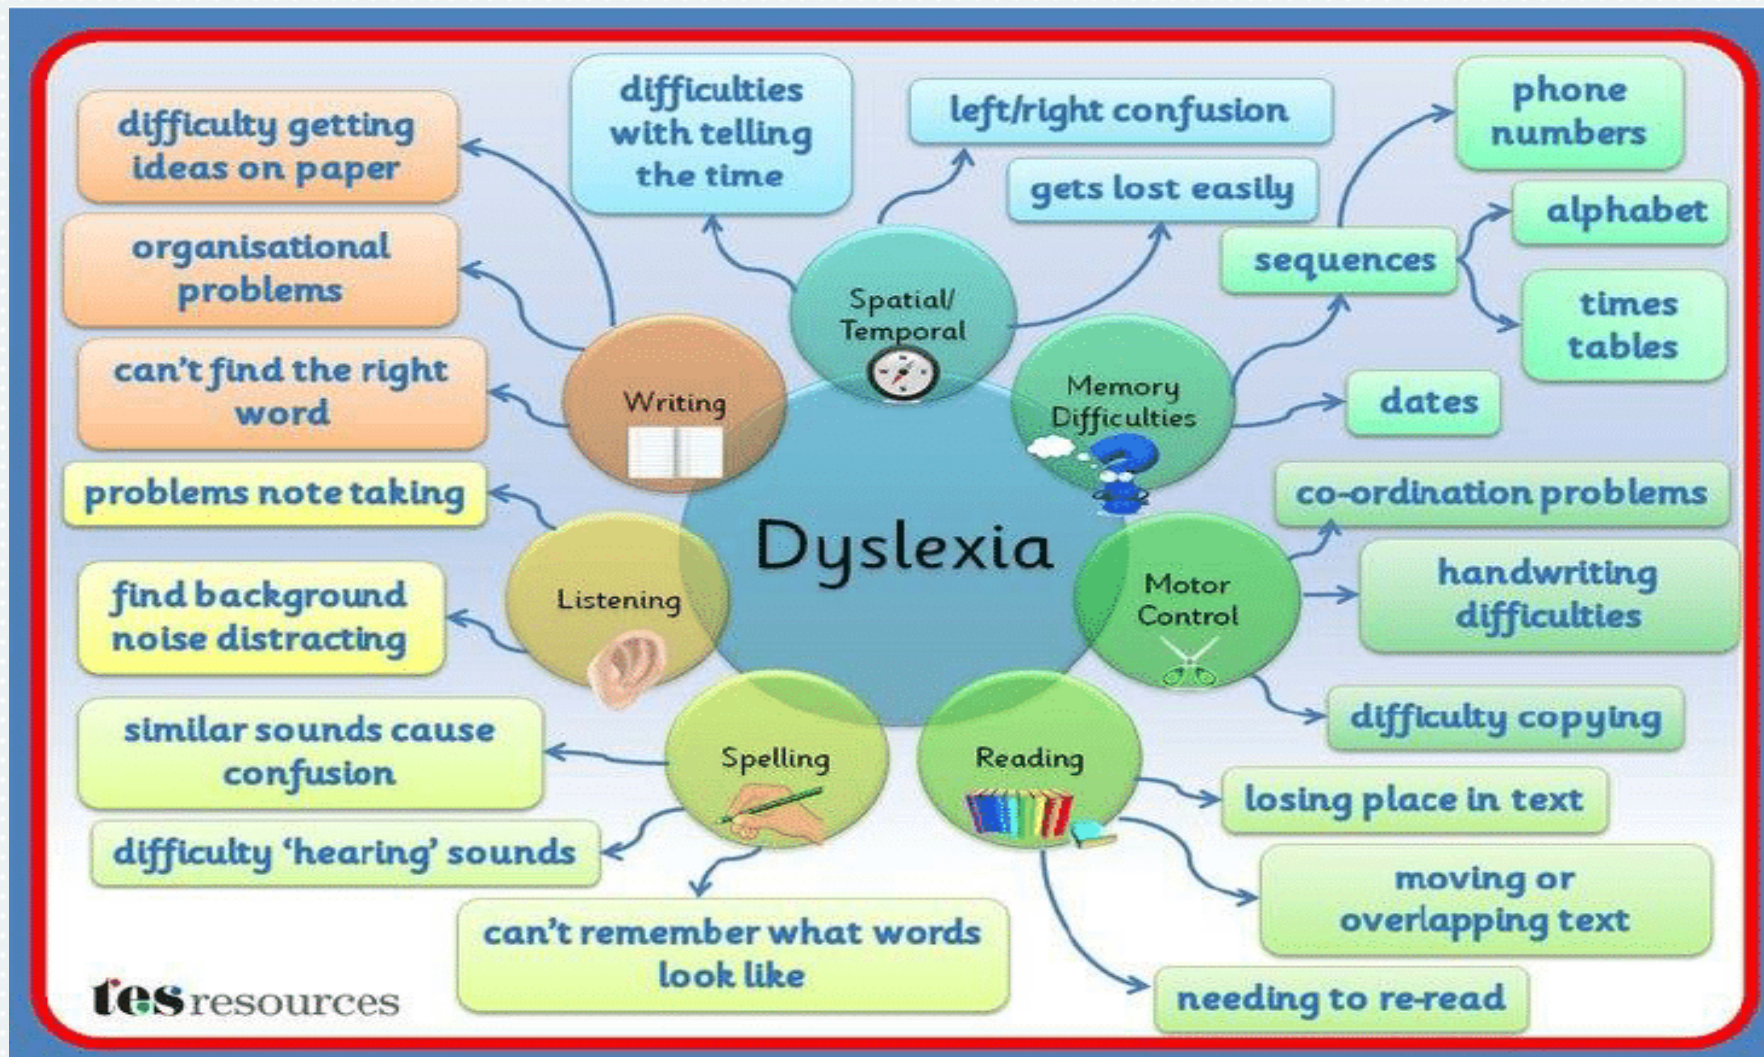 Dyslexia
Spatial/
Temporal
difficulties
with telling
the time
left/right confusion
gets lost easily
Memory
Difficulties
sequences
phone
numbers
alphabet
times
tables
dates
Motor
Control
co-ordination problems
handwriting
difficulties
difficulty copying
Reading
losing place in text
moving or
overlapping text
needing to re-read
Spelling
similar sounds cause
confusion
difficulty ‘hearing’ sounds
can’t remember what words
look like
Listening
problems note taking
find background
noise distracting
Writing
difficulty getting
ideas on paper
organisational
problems
can’t find the right
word
tes resources